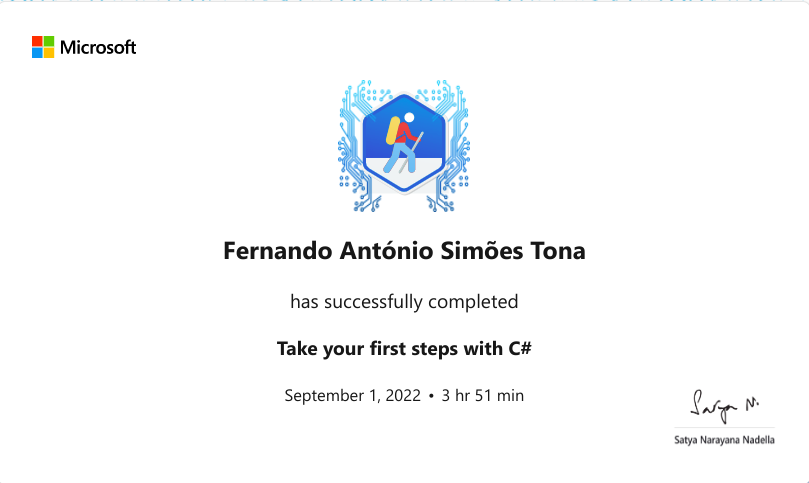 Microsoft
Fernando António Simões Tona
has successfully completed
Take your first steps with C#
September 1, 2022 • 3 hr 51 min
Satya N.
Satya Narayana Nadella